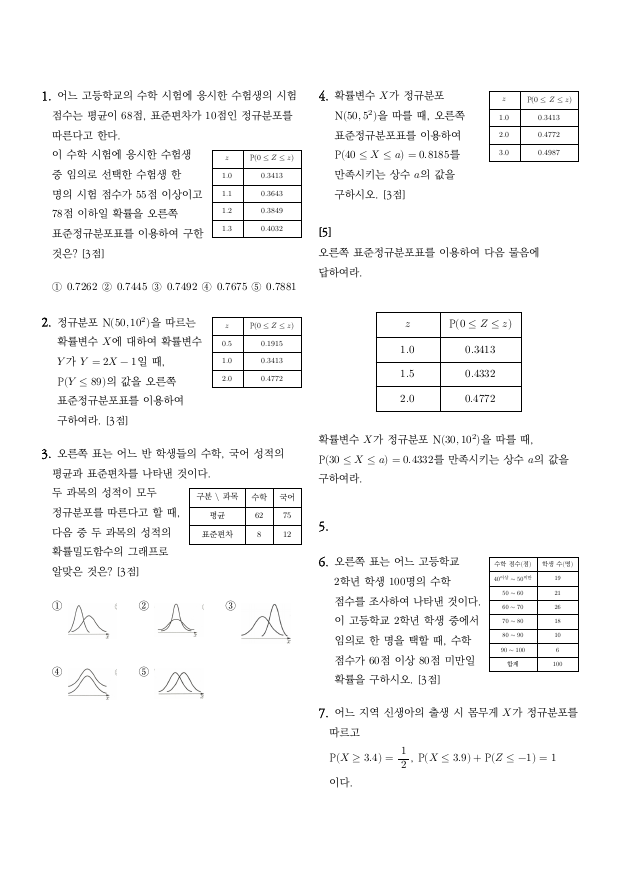 1. 어느 고등학교의 수학 시험에 응시한 수험생의 시험
점수는 평균이 68점, 표준편차가 10점인 정규분포를
따른다고 한다.
이 수학 시험에 응시한 수험생
중 임의로 선택한 수험생 한
명의 시험 점수가 55점 이상이고
78점 이하일 확률을 오른쪽
표준정규분포표를 이용하여 구한
것은? [3점]
z P(0 ≤ Z ≤ z)
1.0 0.3413
1.1 0.3643
1.2 0.3849
1.3 0.4032
① 0.7262 ② 0.7445 ③ 0.7492 ④ 0.7675 ⑤ 0.7881
2. 정규분포 N(50, 10²)을 따르는
확률변수 X에 대하여 확률변수
Y가 Y = 2X − 1일 때,
P(Y ≤ 89)의 값을 오른쪽
표준정규분포표를 이용하여
구하여라. [3점]
z P(0 ≤ Z ≤ z)
0.5 0.1915
1.0 0.3413
2.0 0.4772
3. 오른쪽 표는 어느 반 학생들의 수학, 국어 성적의
평균과 표준편차를 나타낸 것이다.
두 과목의 성적이 모두
정규분포를 따른다고 할 때,
다음 중 두 과목의 성적의
확률밀도함수의 그래프로
알맞은 것은? [3점]
구분 \ 과목 수학 국어
평균 62 75
표준편차 8 12
① ② ③
④ ⑤
4. 확률변수 X가 정규분포
N(50, 5²)을 따를 때, 오른쪽
표준정규분포표를 이용하여
P(40 ≤ X ≤ a) = 0.8185를
만족시키는 상수 a의 값을
구하시오. [3점]
z P(0 ≤ Z ≤ z)
1.0 0.3413
2.0 0.4772
3.0 0.4987
[5]
오른쪽 표준정규분포표를 이용하여 다음 물음에
답하여라.
z P(0 ≤ Z ≤ z)
1.0 0.3413
1.5 0.4332
2.0 0.4772
확률변수 X가 정규분포 N(30, 10²)을 따를 때,
P(30 ≤ X ≤ a) = 0.4332를 만족시키는 상수 a의 값을
구하여라.
5.
6. 오른쪽 표는 어느 고등학교
2학년 학생 100명의 수학
점수를 조사하여 나타낸 것이다.
이 고등학교 2학년 학생 중에서
임의로 한 명을 택할 때, 수학
점수가 60점 이상 80점 미만일
확률을 구하시오. [3점]
수학 점수(점) 학생 수(명)
40이상 ~ 50미만 19
50 ~ 60 21
60 ~ 70 26
70 ~ 80 18
80 ~ 90 10
90 ~ 100 6
합계 100
7. 어느 지역 신생아의 출생 시 몸무게 X가 정규분포를
따르고
P(X ≥ 3.4) = 1/2, P(X ≤ 3.9) + P(Z ≤ −1) = 1
이다.